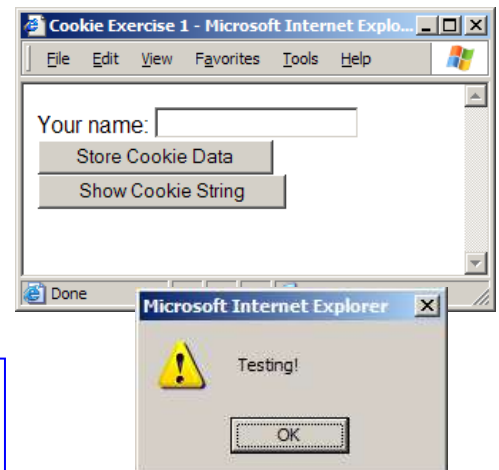 Cookie Exercise 1 - Microsoft Internet Explo...
File Edit View Favorites Tools Help
Your name:
Store Cookie Data
Show Cookie String
Done
Microsoft Internet Explorer
Testing!
OK